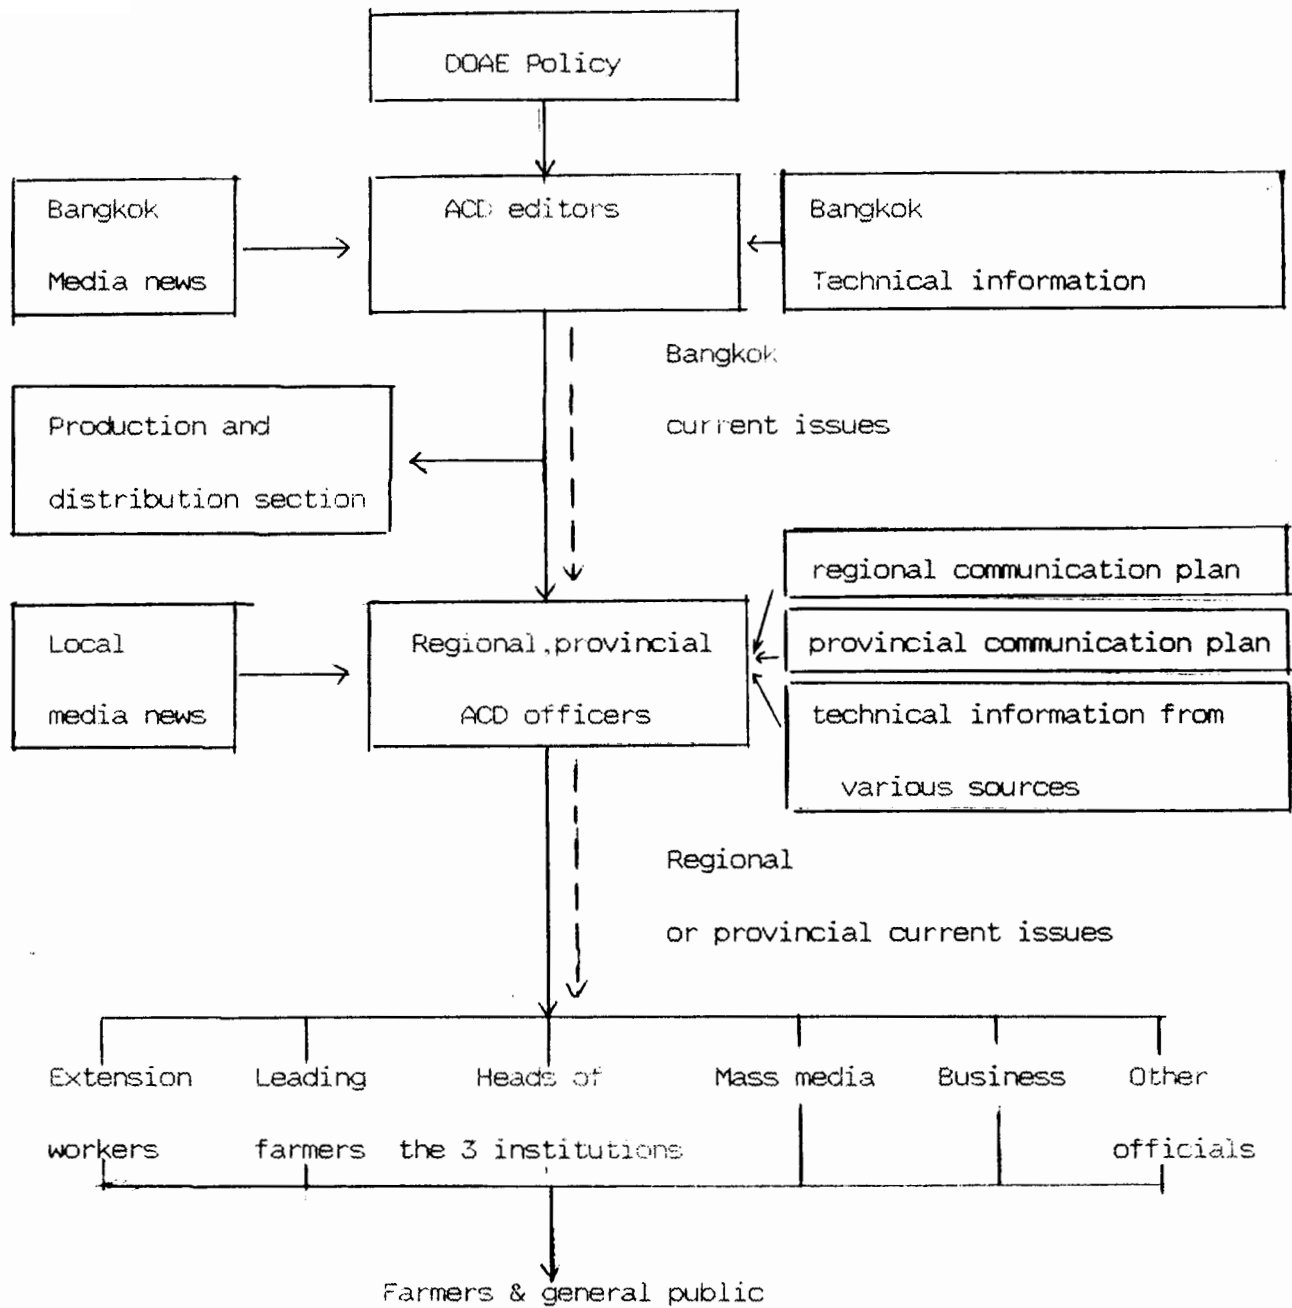 DOAE Policy
Bangkok
Media news
ACD editors
Bangkok
Technical information
Bangkok
current issues
Production and
distribution section
Local
media news
Regional,provincial
ACD officers
regional communication plan
provincial communication plan
technical information from
various sources
Regional
or provincial current issues
Extension
workers
Leading
farmers
Heads of
the 3 institutions
Mass media
Business
Other
officials
Farmers & general public